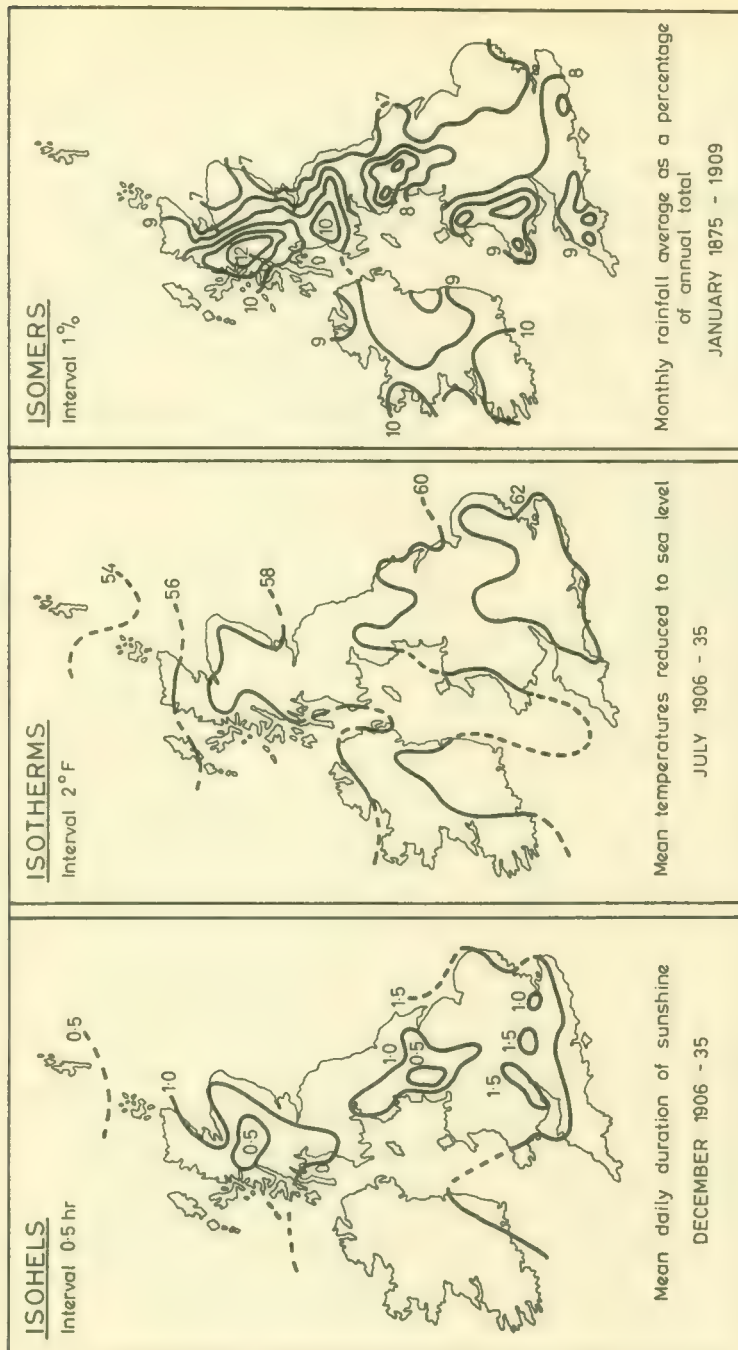 ISOHELS
Interval 0·5 hr
0·5
1·0
0·5
1·5
1·0
0·5
1·5
1·5
1·0
Mean daily duration of sunshine
DECEMBER 1906 - 35
ISOTHERMS
Interval 2°F
54
56
58
60
62
Mean temperatures reduced to sea level
JULY 1906 - 35
ISOMERS
Interval 1%
9
7
7
12
10
10
7
8
9
9
10
10
9
9
9
8
Monthly rainfall average as a percentage
of annual total
JANUARY 1875 - 1909